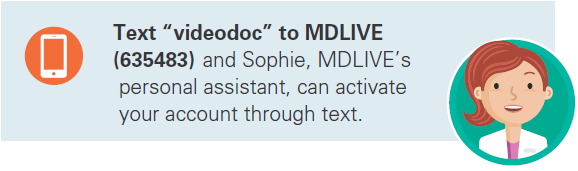 Text “videodoc” to MDLIVE
(635483) and Sophie, MDLIVE’s
personal assistant, can activate
your account through text.